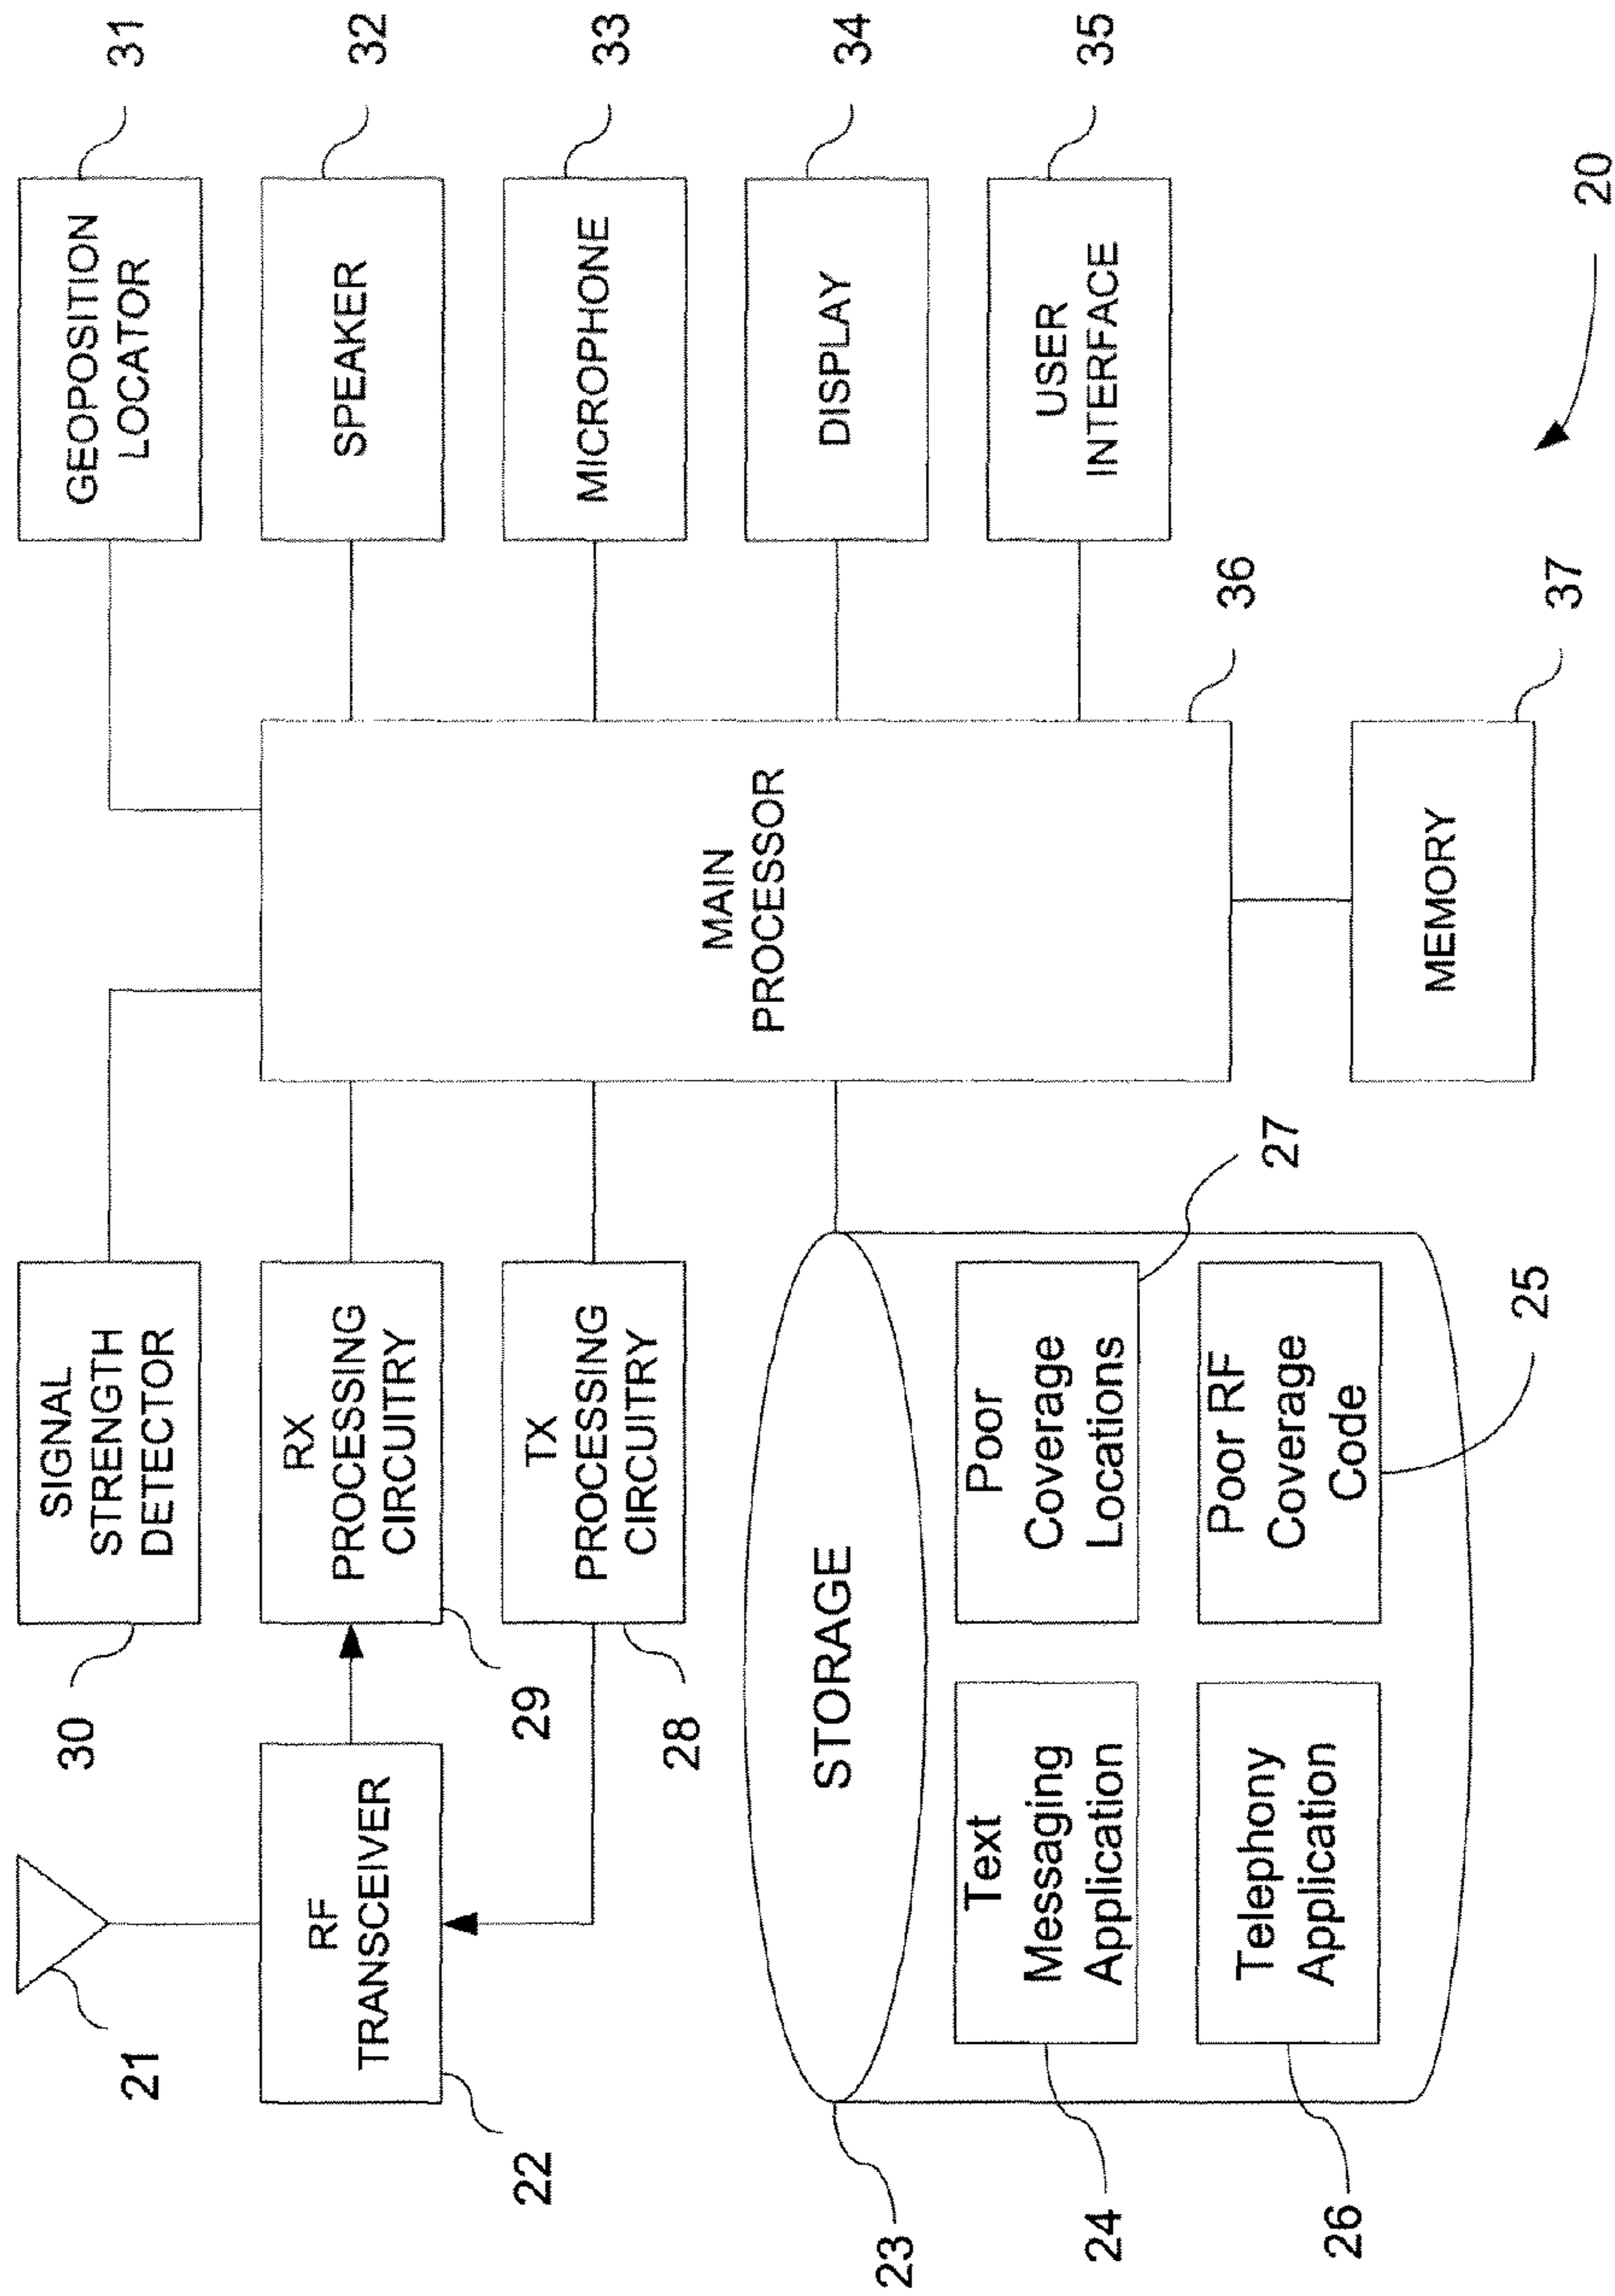 21
22
RF
TRANSCEIVER
30
SIGNAL
STRENGTH
DETECTOR
29
RX
PROCESSING
CIRCUITRY
28
TX
PROCESSING
CIRCUITRY
23
STORAGE
24
Text
Messaging
Application
27
Poor
Coverage
Locations
26
Telephony
Application
25
Poor RF
Coverage
Code
MAIN
PROCESSOR
36
MEMORY
37
GEOPOSITION
LOCATOR
31
SPEAKER
32
MICROPHONE
33
DISPLAY
34
USER
INTERFACE
35
20